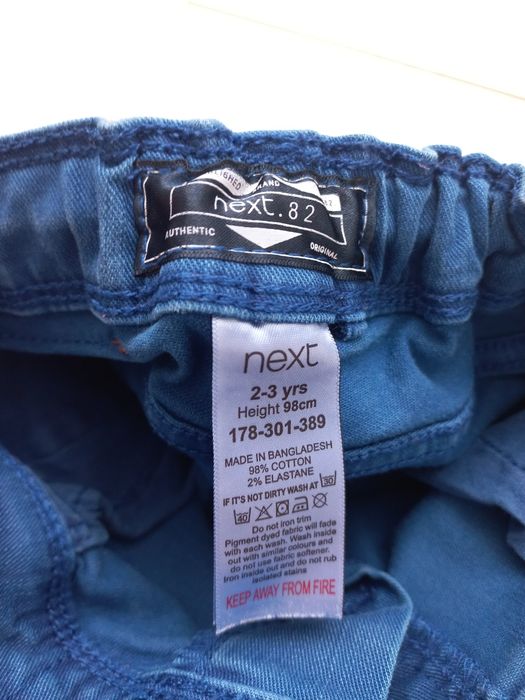 next.82
AUTHENTIC
ORIGINAL
next
2-3 yrs
Height 98cm
178-301-389
MADE IN BANGLADESH
98% COTTON
2% ELASTANE
IF IT'S NOT DIRTY WASH AT 30
40
Do not iron trim
Pigment dyed fabric will fade
with each wash. Wash inside
out with similar colours and
do not use fabric softener.
Iron inside out and do not rub
isolated stains
KEEP AWAY FROM FIRE